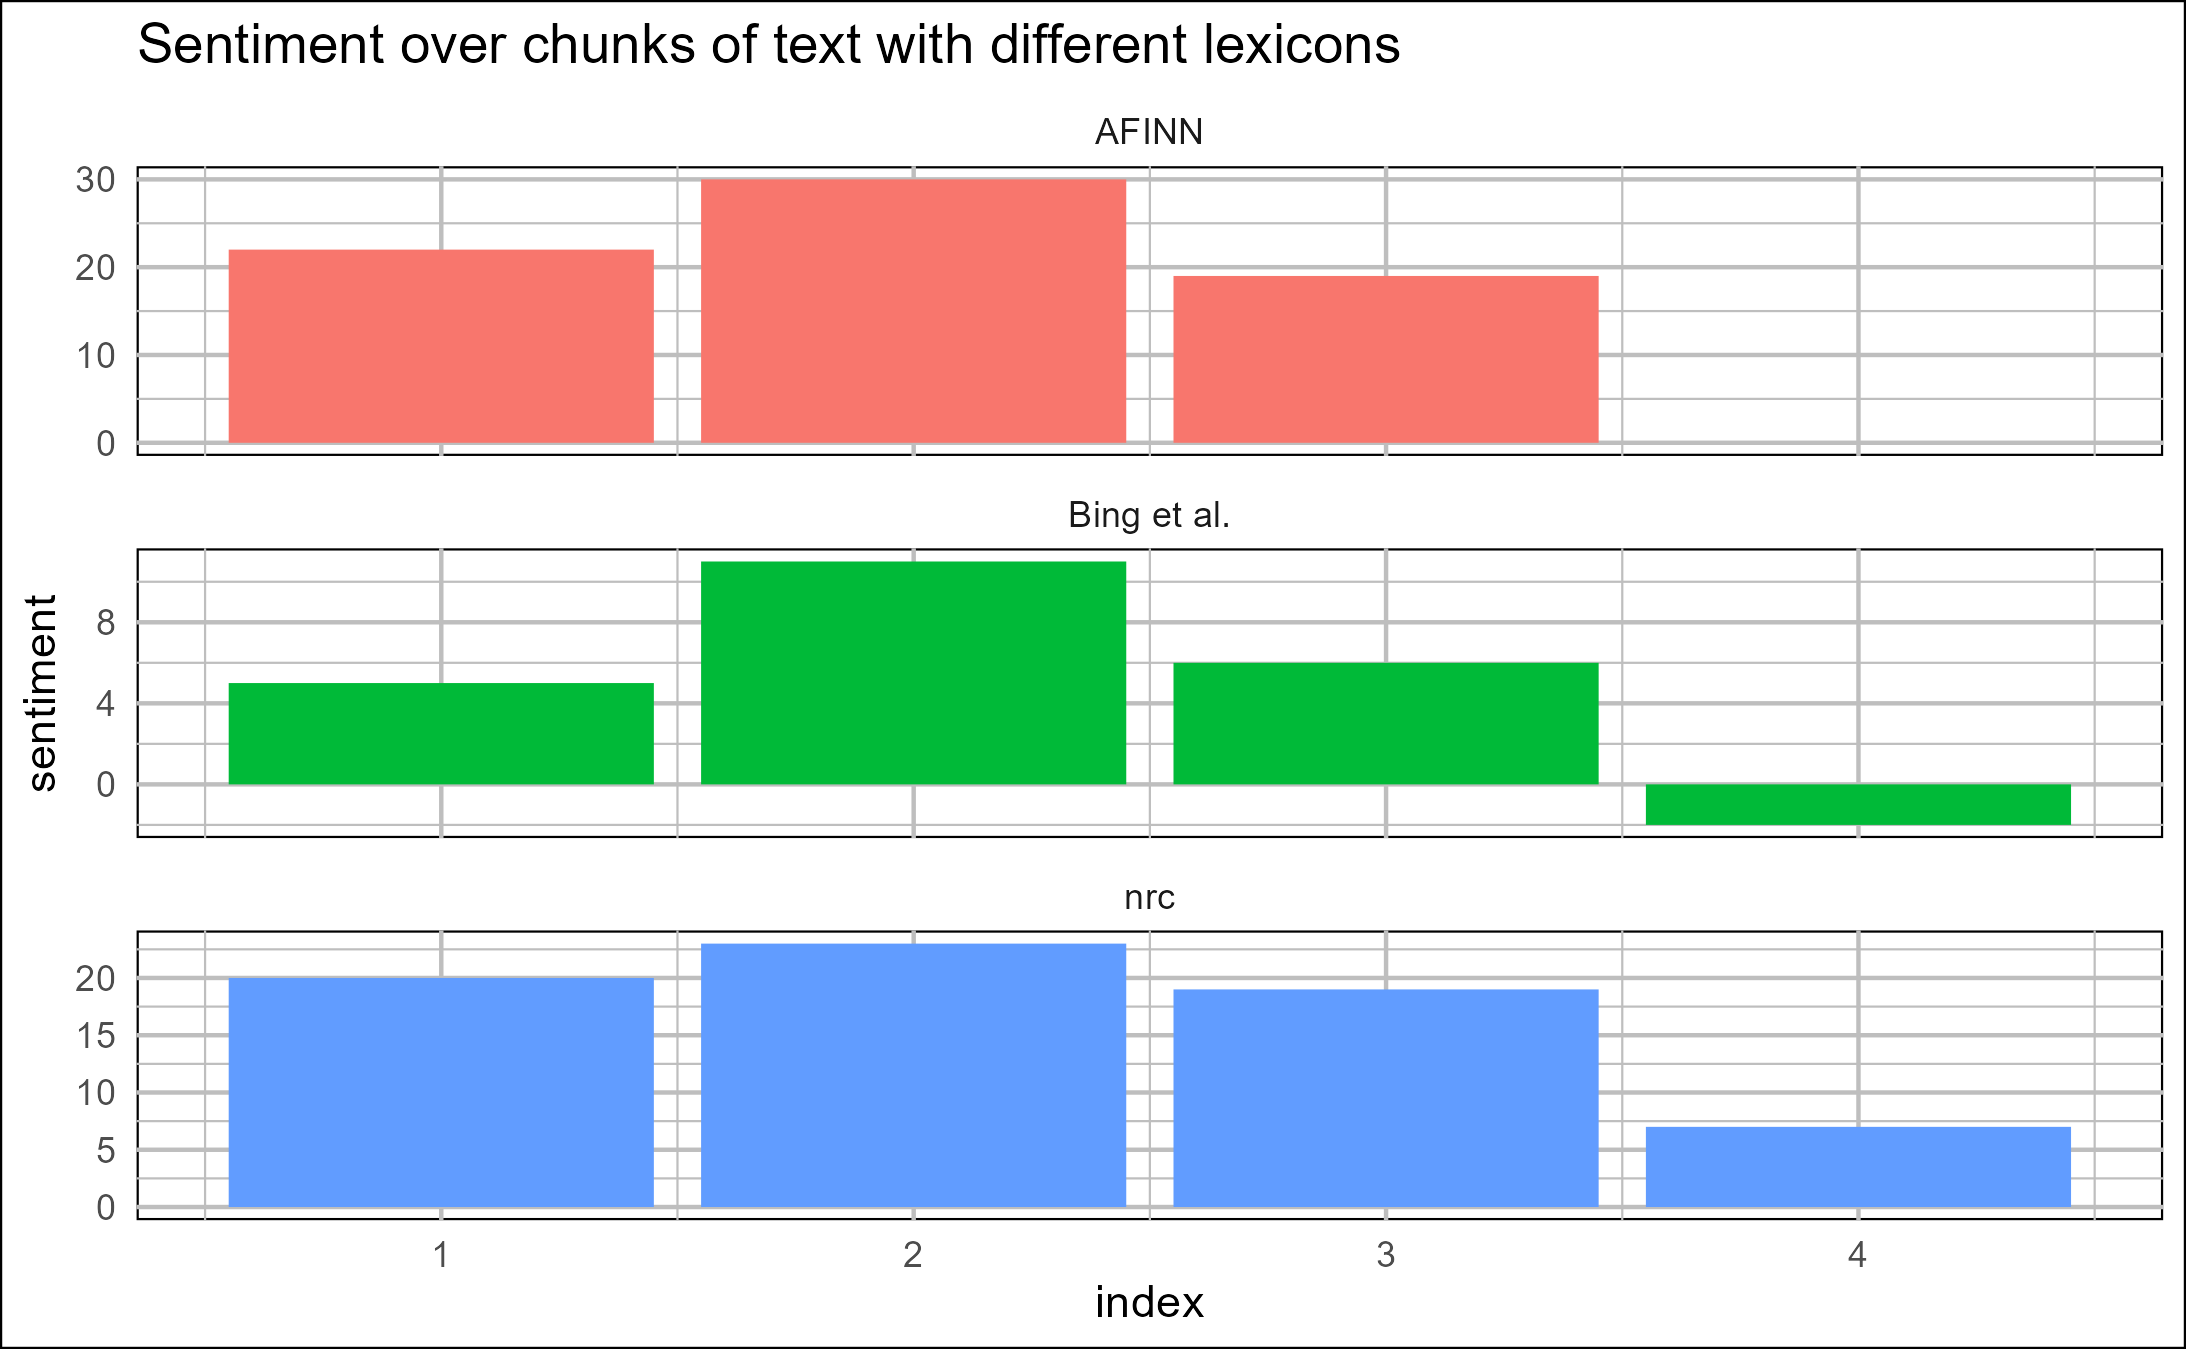 Sentiment over chunks of text with different lexicons
AFINN
30
20
10
0
Bing et al.
8
4
0
sentiment
nrc
20
15
10
5
0
1 2 3 4
index